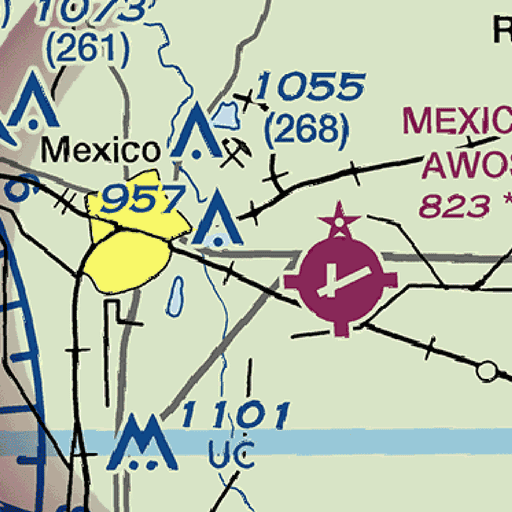 1073
(261)
1055
(268)
Mexico
MEXIC
AWOS
823 *
957
1101
UC
R